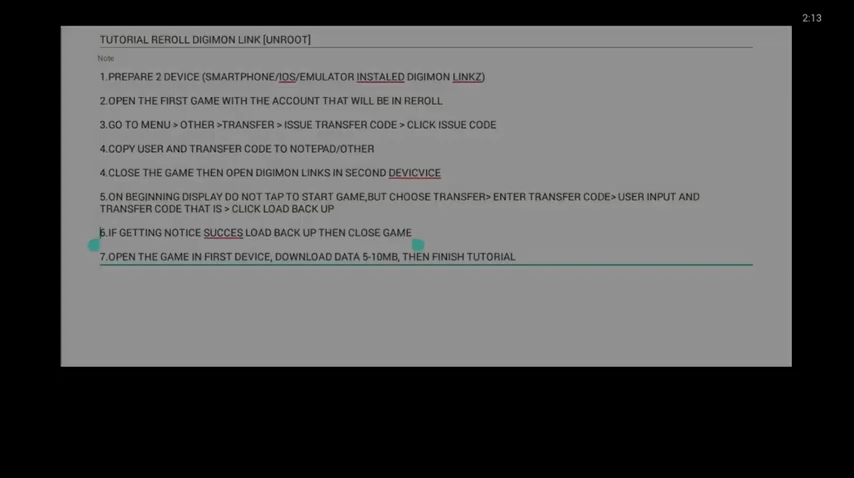 2:13
TUTORIAL REROLL DIGIMON LINK [UNROOT]
Note
1.PREPARE 2 DEVICE (SMARTPHONE/IOS/EMULATOR INSTALED DIGIMON LINKZ)
2.OPEN THE FIRST GAME WITH THE ACCOUNT THAT WILL BE IN REROLL
3.GO TO MENU > OTHER >TRANSFER > ISSUE TRANSFER CODE > CLICK ISSUE CODE
4.COPY USER AND TRANSFER CODE TO NOTEPAD/OTHER
4.CLOSE THE GAME THEN OPEN DIGIMON LINKS IN SECOND DEVICVICE
5.ON BEGINNING DISPLAY DO NOT TAP TO START GAME,BUT CHOOSE TRANSFER> ENTER TRANSFER CODE> USER INPUT AND
TRANSFER CODE THAT IS > CLICK LOAD BACK UP
6.IF GETTING NOTICE SUCCES LOAD BACK UP THEN CLOSE GAME
7.OPEN THE GAME IN FIRST DEVICE, DOWNLOAD DATA 5-10MB, THEN FINISH TUTORIAL